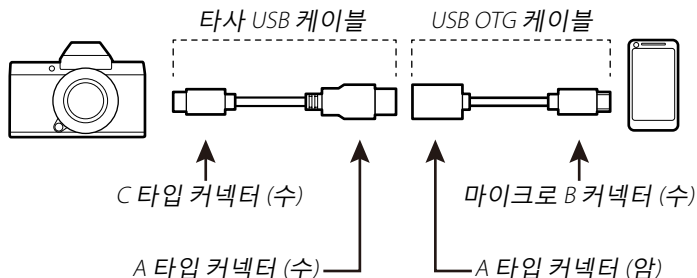 타사 USB 케이블
USB OTG 케이블
C 타입 커넥터 (수)
마이크로 B 커넥터 (수)
A 타입 커넥터 (수)
A 타입 커넥터 (암)